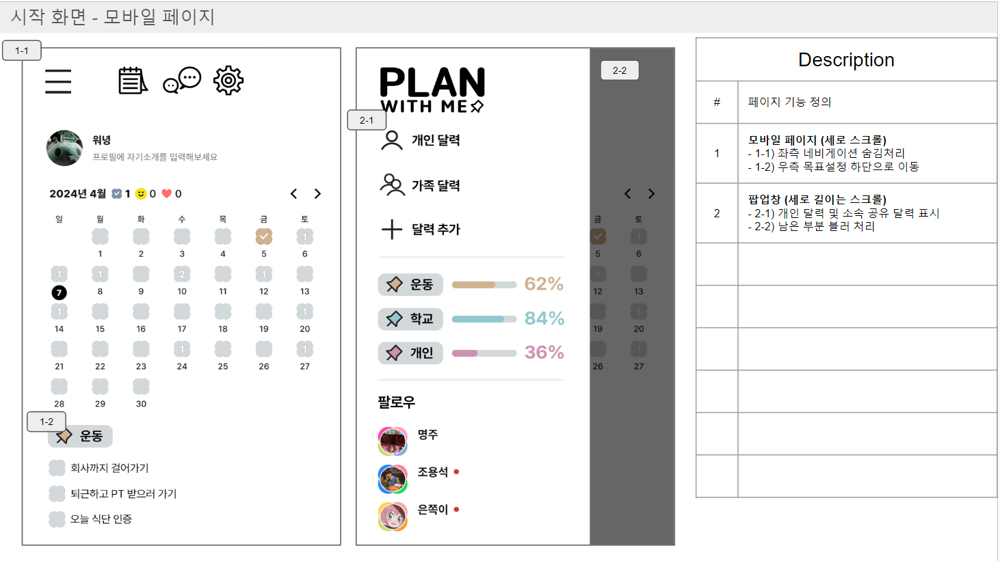 시작 화면 - 모바일 페이지
1-1
워녕
프로필에 자기소개를 입력해보세요
2024년 4월 1 0 0
일 월 화 수 목 금 토
1
1 2 3 4 5 6
1 1 2 1
7 8 9 10 11 12 13
1 1
14 15 16 17 18 19 20
1 1
21 22 23 24 25 26 27
28 29 30
1-2
운동
회사까지 걸어가기
퇴근하고 PT 받으러 가기
오늘 식단 인증
PLAN
WITH ME
2-1
개인 달력
가족 달력
달력 추가
운동 62%
학교 84%
개인 36%
팔로우
명주
조용석
은쪽이
2-2
금 토
1
5 6
1
12 13
1
19 20
1
26 27
Description
# 페이지 기능 정의
1
모바일 페이지 (세로 스크롤)
- 1-1) 좌측 네비게이션 숨김처리
- 1-2) 우측 목표설정 하단으로 이동
2
팝업창 (세로 길이는 스크롤)
- 2-1) 개인 달력 및 소속 공유 달력 표시
- 2-2) 남은 부분 블러 처리